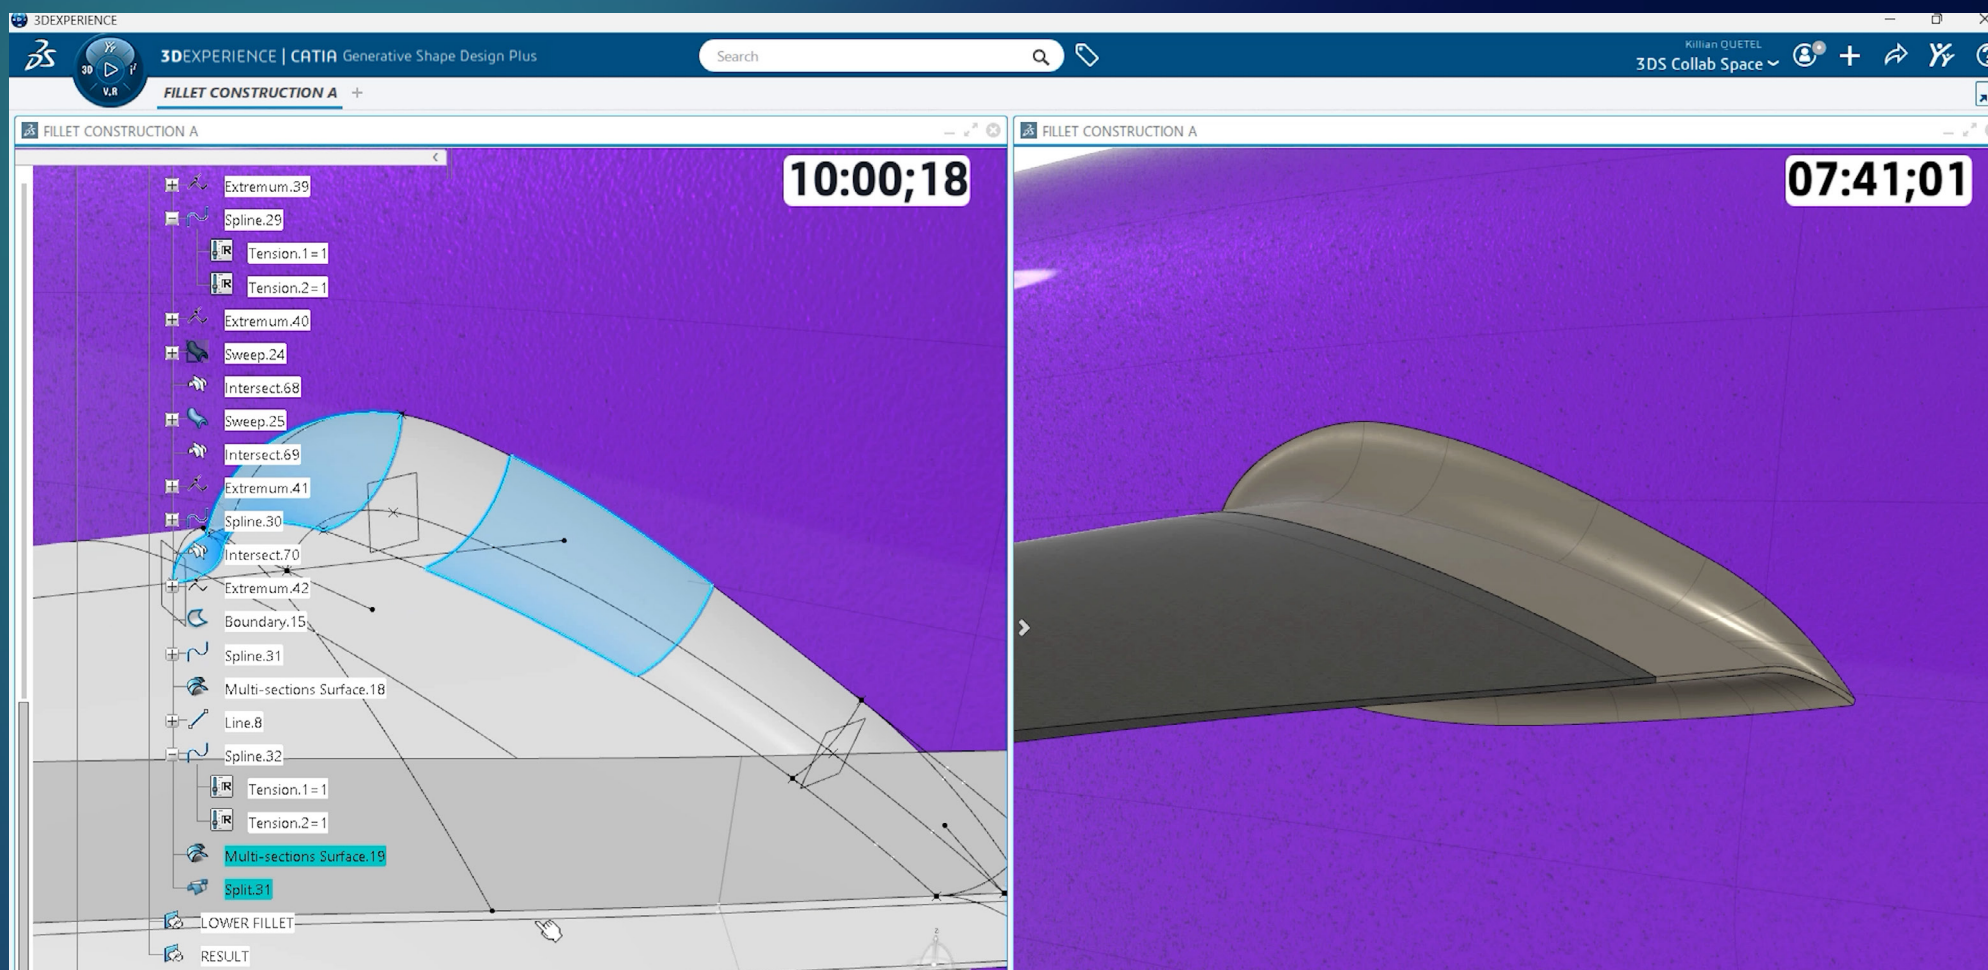 3DEXPERIENCE
3DEXPERIENCE | CATIA Generative Shape Design Plus
Search
Killian QUETEL
3DS Collab Space
3D
V.R
FILLET CONSTRUCTION A
FILLET CONSTRUCTION A
FILLET CONSTRUCTION A
10:00;18
07:41;01
Extremum.39
Spline.29
Tension.1=1
Tension.2=1
Extremum.40
Sweep.24
Intersect.68
Sweep.25
Intersect.69
Extremum.41
Spline.30
Intersect.70
Extremum.42
Boundary.15
Spline.31
Multi-sections Surface.18
Line.8
Spline.32
Tension.1=1
Tension.2=1
Multi-sections Surface.19
Split.31
LOWER FILLET
RESULT
z